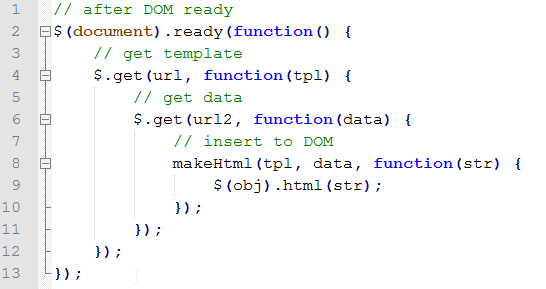 1 // after DOM ready
2 $(document).ready(function() {
3     // get template
4     $.get(url, function(tpl) {
5         // get data
6         $.get(url2, function(data) {
7             // insert to DOM
8             makeHtml(tpl, data, function(str) {
9                 $(obj).html(str);
10             });
11         });
12     });
13 });